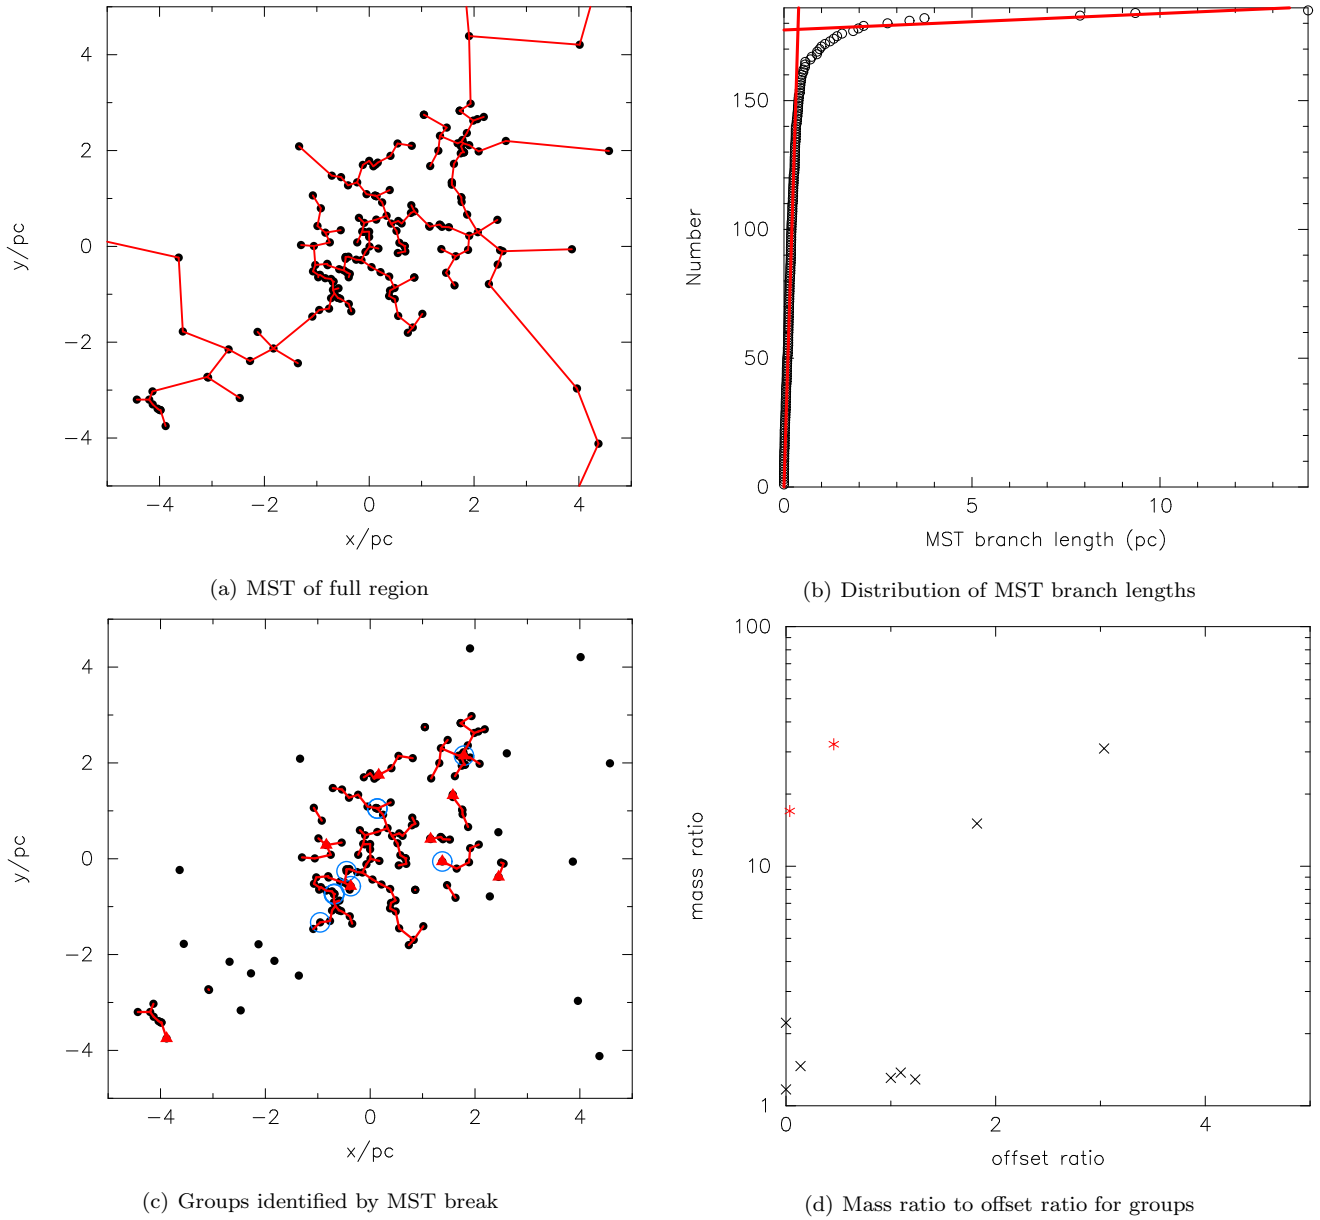 4
2
0
−2
−4
y/pc
−4
−2
0
2
4
x/pc
(a) MST of full region
150
100
50
0
Number
0
5
10
MST branch length (pc)
(b) Distribution of MST branch lengths
4
2
0
−2
−4
y/pc
−4
−2
0
2
4
x/pc
(c) Groups identified by MST break
100
10
1
mass ratio
0
2
4
offset ratio
(d) Mass ratio to offset ratio for groups